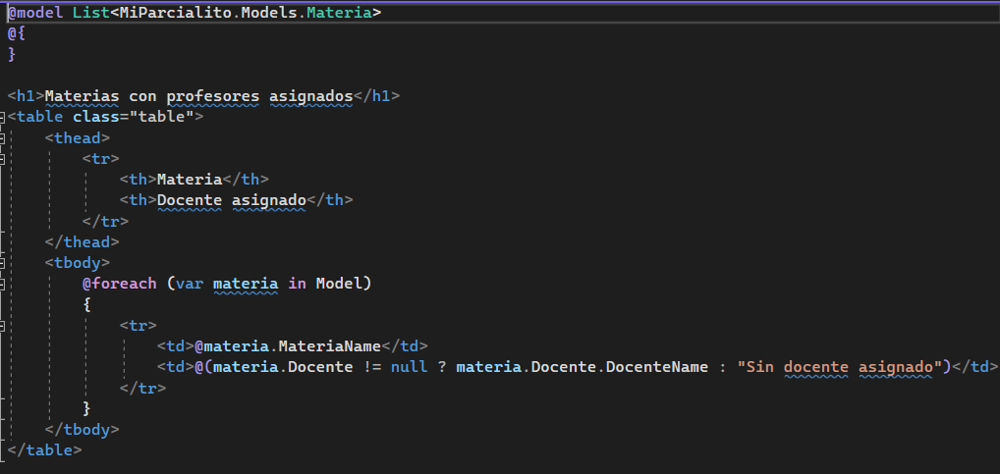 @model List<MiParcialito.Models.Materia>
@{
}
<h1>Materias con profesores asignados</h1>
<table class="table">
<thead>
<tr>
<th>Materia</th>
<th>Docente asignado</th>
</tr>
</thead>
<tbody>
@foreach (var materia in Model)
{
<tr>
<td>@materia.MateriaName</td>
<td>@(materia.Docente != null ? materia.Docente.DocenteName : "Sin docente asignado")</td>
</tr>
}
</tbody>
</table>